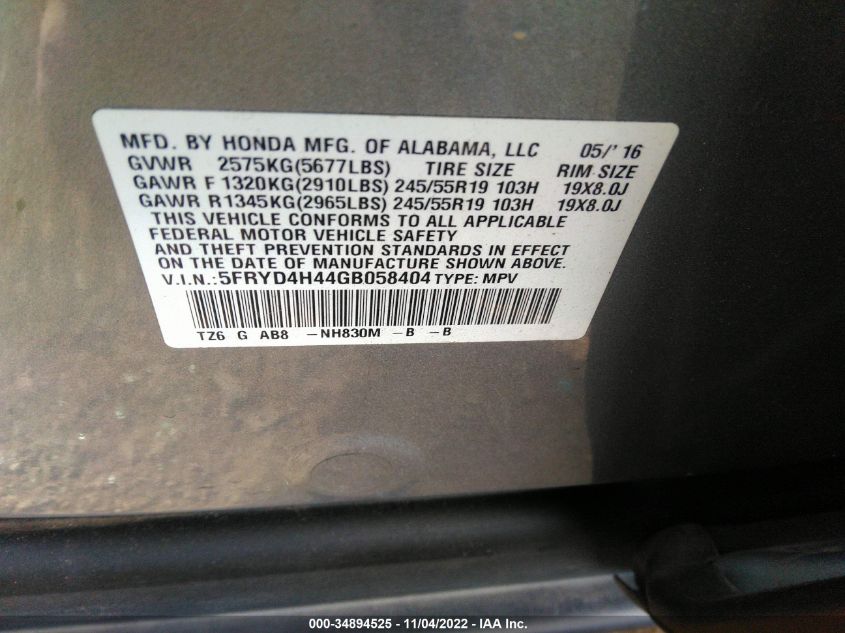 MFD. BY HONDA MFG. OF ALABAMA, LLC 05/'16
GVWR 2575KG(5677LBS) TIRE SIZE RIM SIZE
GAWR F 1320KG(2910LBS) 245/55R19 103H 19X8.0J
GAWR R 1345KG(2965LBS) 245/55R19 103H 19X8.0J
THIS VEHICLE CONFORMS TO ALL APPLICABLE
FEDERAL MOTOR VEHICLE SAFETY
AND THEFT PREVENTION STANDARDS IN EFFECT
ON THE DATE OF MANUFACTURE SHOWN ABOVE.
V.I.N.:5FRYD4H44GB058404 TYPE: MPV
TZ6 G AB8 -NH830M -B -B
000-34894525 - 11/04/2022 - IAA Inc.